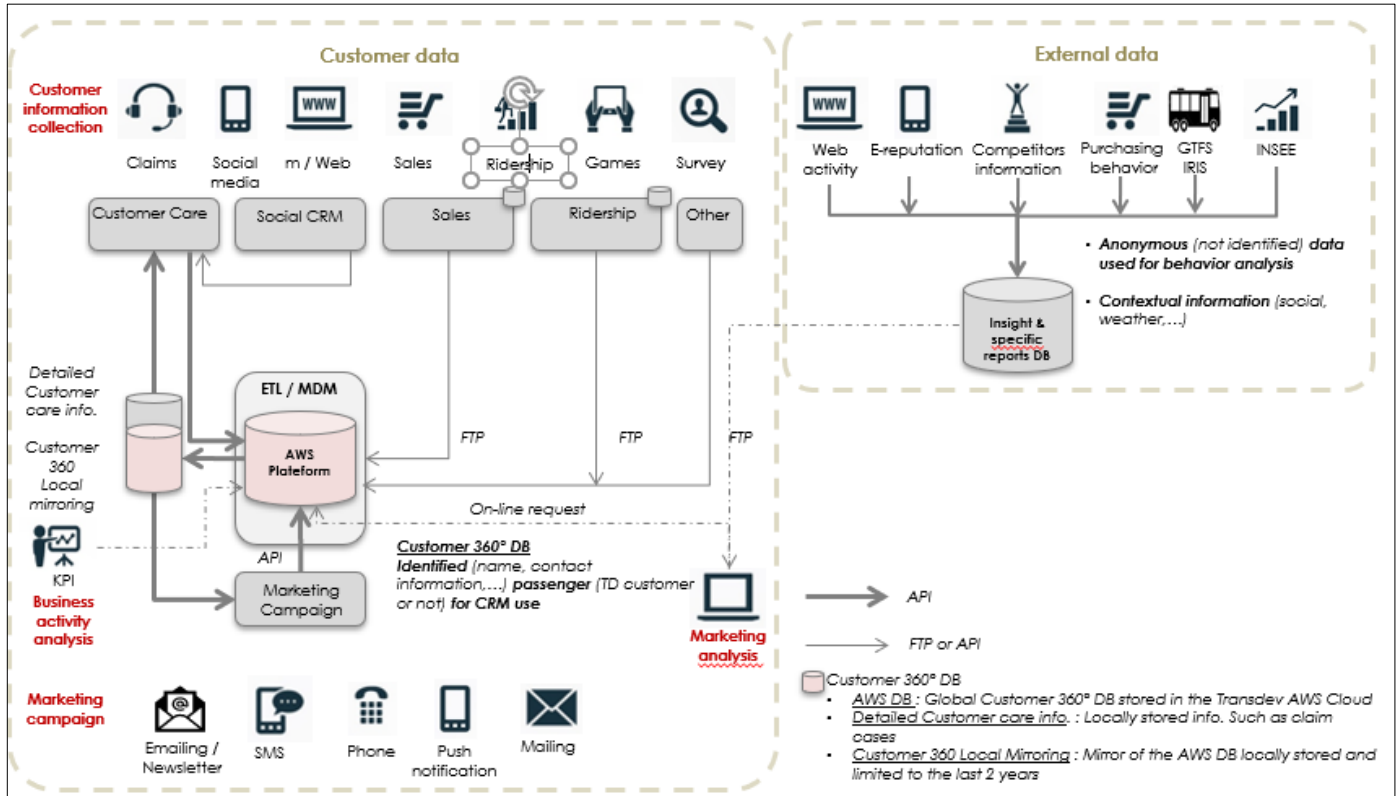 Customer data
External data
Customer
information
collection
WWW
Claims
Social
media
m / Web
Sales
Ridership
Games
Survey
WWW
Web
activity
E-reputation
Competitors
information
Purchasing
behavior
GTFS
IRIS
INSEE
Customer Care
Social CRM
Sales
Ridership
Other
• Anonymous (not identified) data
used for behavior analysis
• Contextual information (social,
weather,…)
Insight &
specific
reports DB
Detailed
Customer
care info.
Customer
360
Local
mirroring
ETL / MDM
AWS
Plateform
FTP
FTP
FTP
On-line request
API
KPI
Business
activity
analysis
Marketing
Campaign
Customer 360° DB
Identified (name, contact
information,…) passenger (TD customer
or not) for CRM use
Marketing
analysis
API
FTP or API
Customer 360° DB
• AWS DB : Global Customer 360° DB stored in the Transdev AWS Cloud
• Detailed Customer care info. : Locally stored info. Such as claim
cases
• Customer 360 Local Mirroring : Mirror of the AWS DB locally stored and
limited to the last 2 years
Marketing
campaign
@
Emailing /
Newsletter
SMS
Phone
Push
notification
Mailing